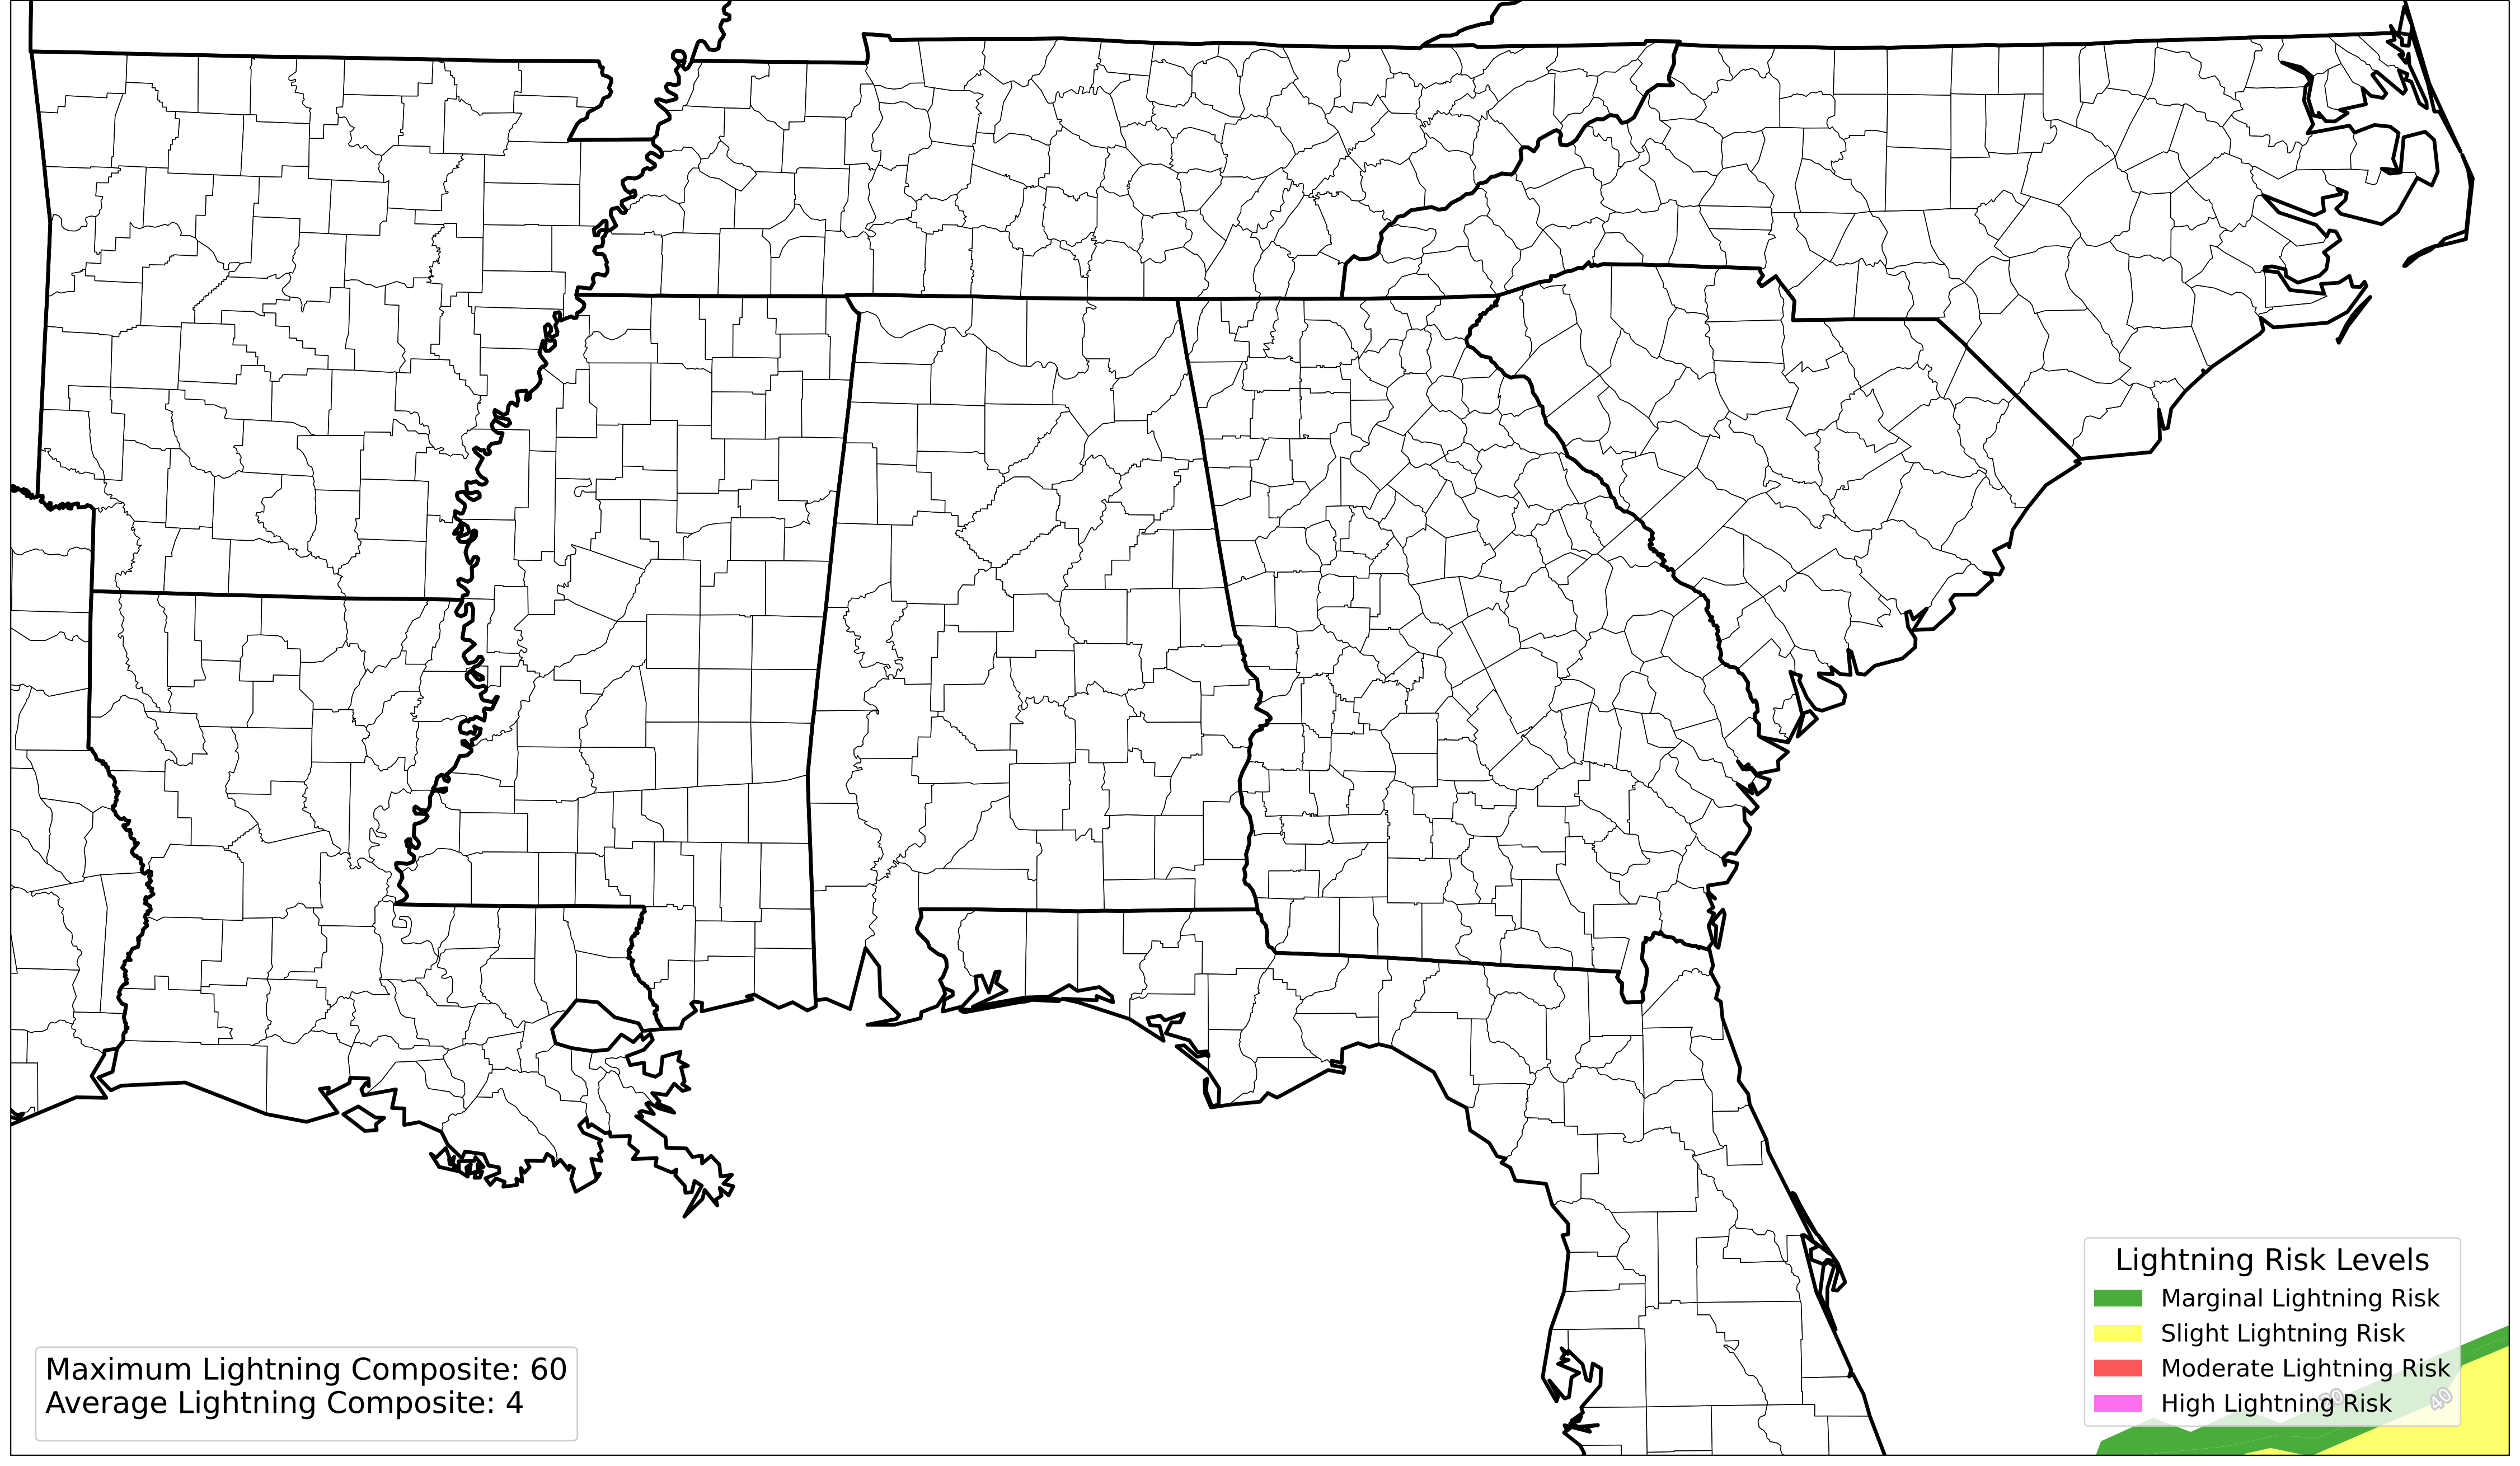 Maximum Lightning Composite: 60
Average Lightning Composite: 4
Lightning Risk Levels
Marginal Lightning Risk
Slight Lightning Risk
Moderate Lightning Risk
High Lightning Risk
40